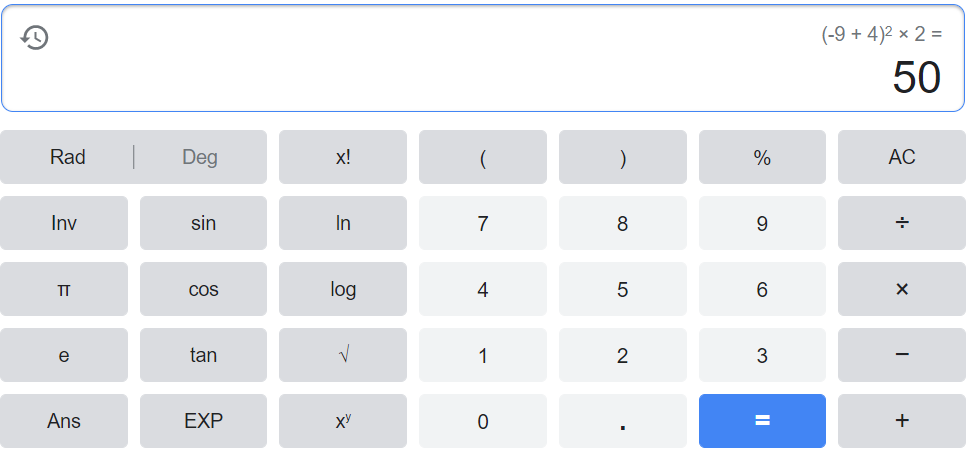 (-9 + 4)² × 2 =
50
Rad | Deg x! ( ) % AC
Inv sin ln 7 8 9 ÷
π cos log 4 5 6 ×
e tan √ 1 2 3 −
Ans EXP xʸ 0 . = +